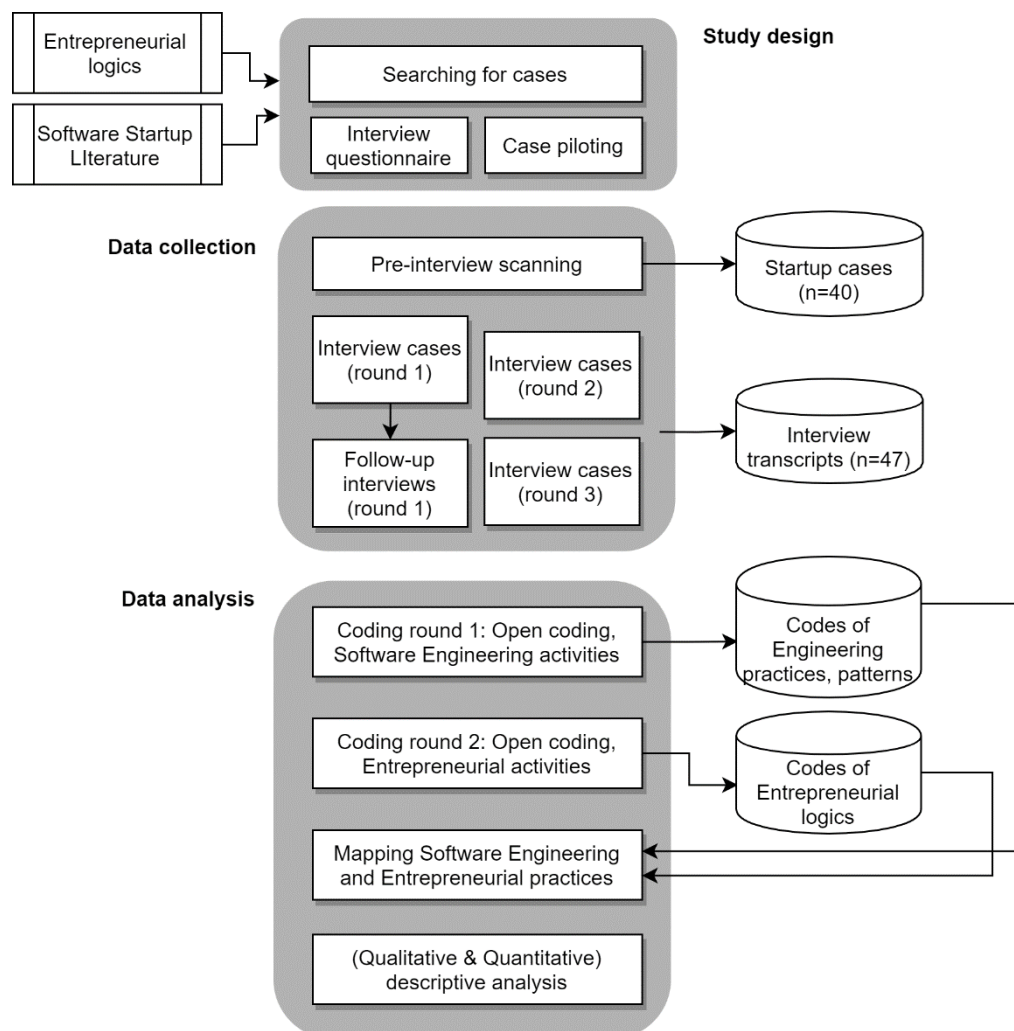 Entrepreneurial
logics
Software Startup
LIterature
Study design
Searching for cases
Interview
questionnaire
Case piloting
Data collection
Pre-interview scanning
Startup cases
(n=40)
Interview cases
(round 1)
Interview cases
(round 2)
Follow-up
interviews
(round 1)
Interview cases
(round 3)
Interview
transcripts (n=47)
Data analysis
Coding round 1: Open coding,
Software Engineering activities
Codes of
Engineering
practices, patterns
Coding round 2: Open coding,
Entrepreneurial activities
Codes of
Entrepreneurial
logics
Mapping Software Engineering
and Entrepreneurial practices
(Qualitative & Quantitative)
descriptive analysis